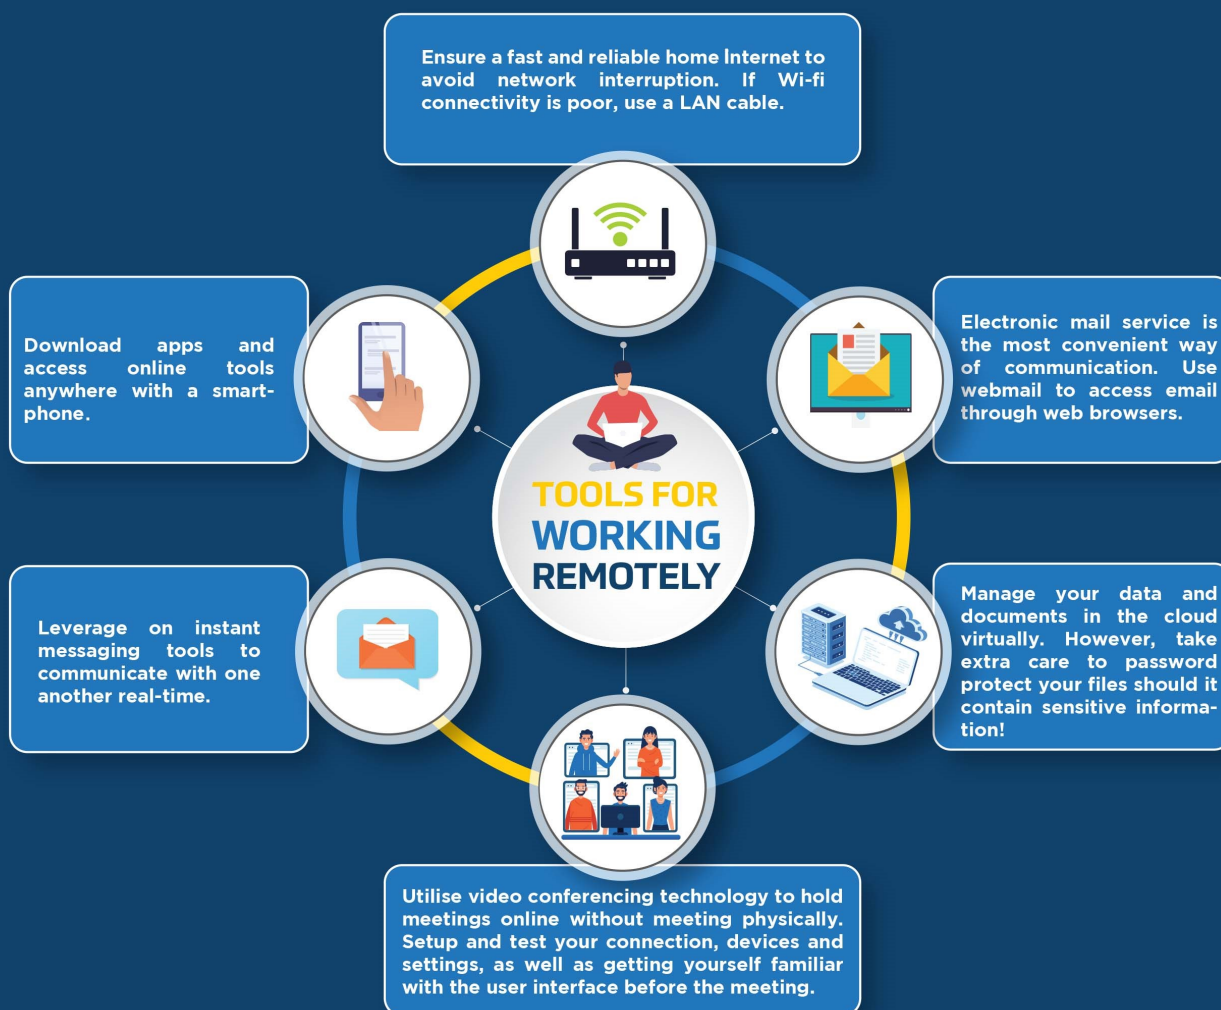 Ensure a fast and reliable home Internet to
avoid network interruption. If Wi-fi
connectivity is poor, use a LAN cable.
Download apps and
access online tools
anywhere with a smart-
phone.
Electronic mail service is
the most convenient way
of communication. Use
webmail to access email
through web browsers.
TOOLS FOR
WORKING
REMOTELY
Leverage on instant
messaging tools to
communicate with one
another real-time.
Manage your data and
documents in the cloud
virtually. However, take
extra care to password
protect your files should it
contain sensitive informa-
tion!
Utilise video conferencing technology to hold
meetings online without meeting physically.
Setup and test your connection, devices and
settings, as well as getting yourself familiar
with the user interface before the meeting.